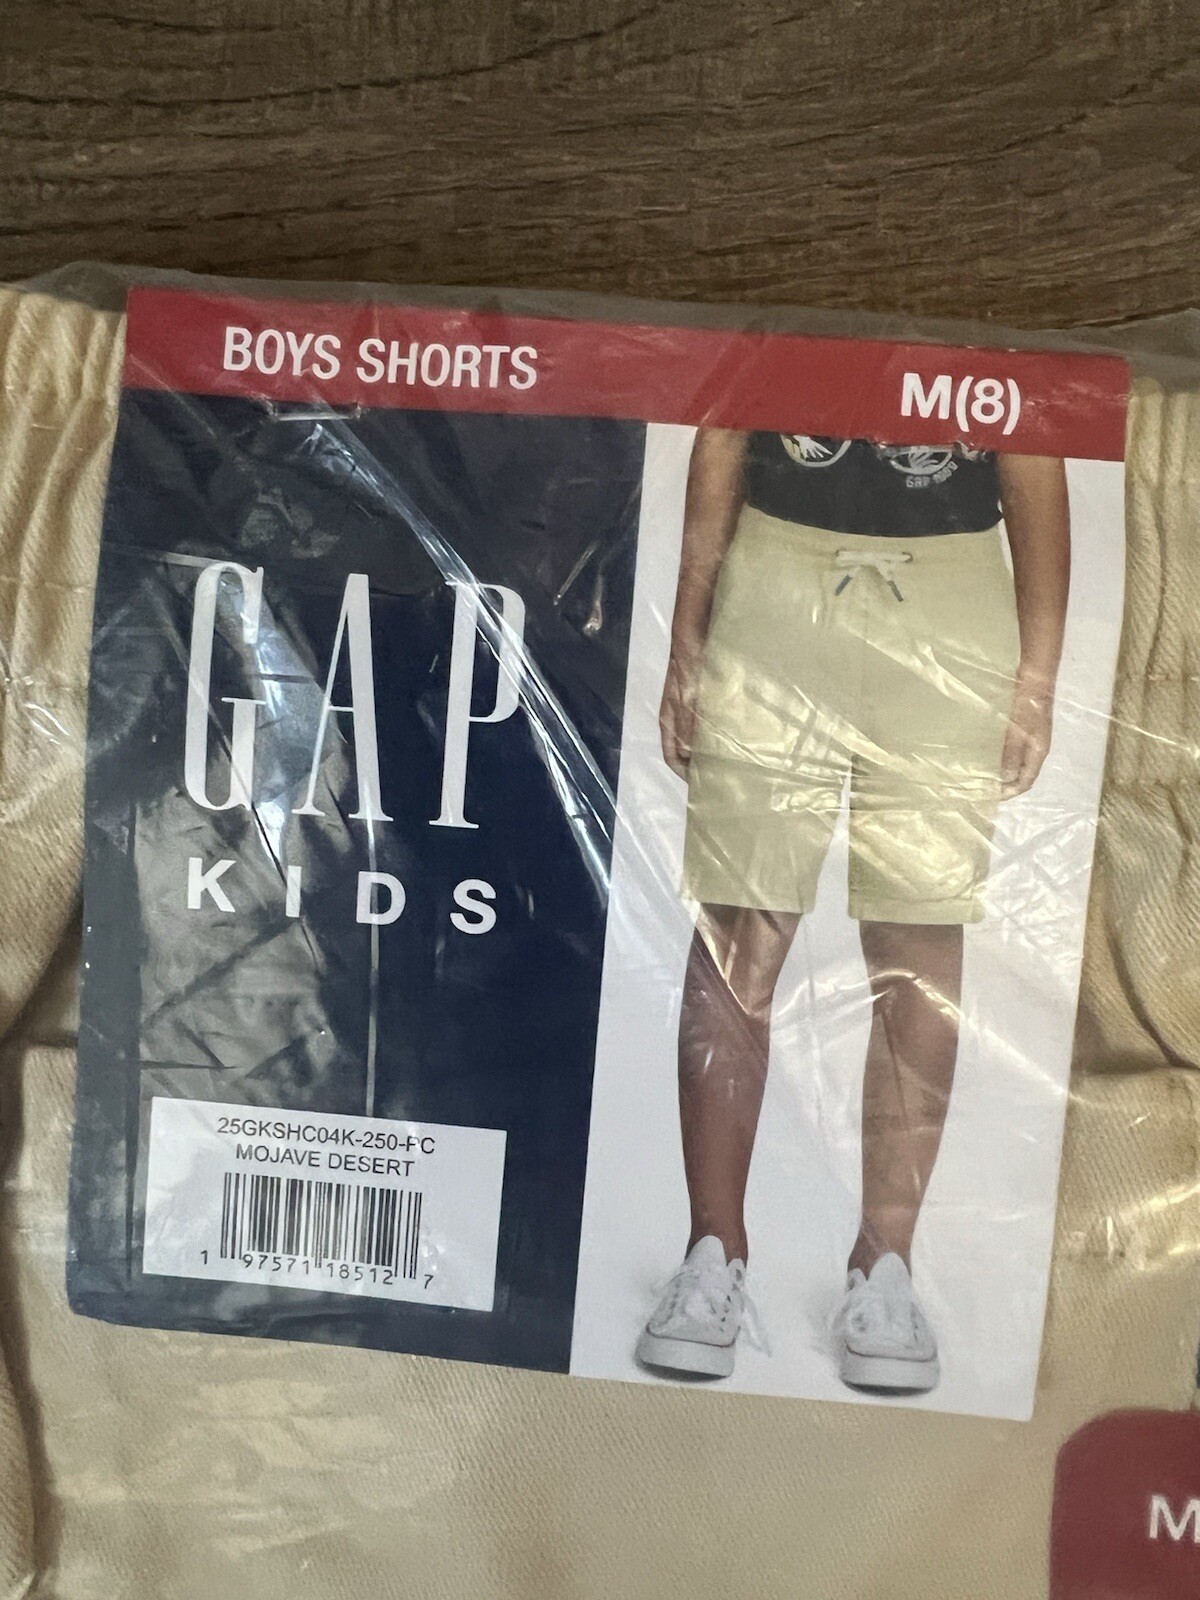 BOYS SHORTS
M(8)
GAP
KIDS
25GKSHC04K-250-PC
MOJAVE DESERT
1 97571 18512 7
M